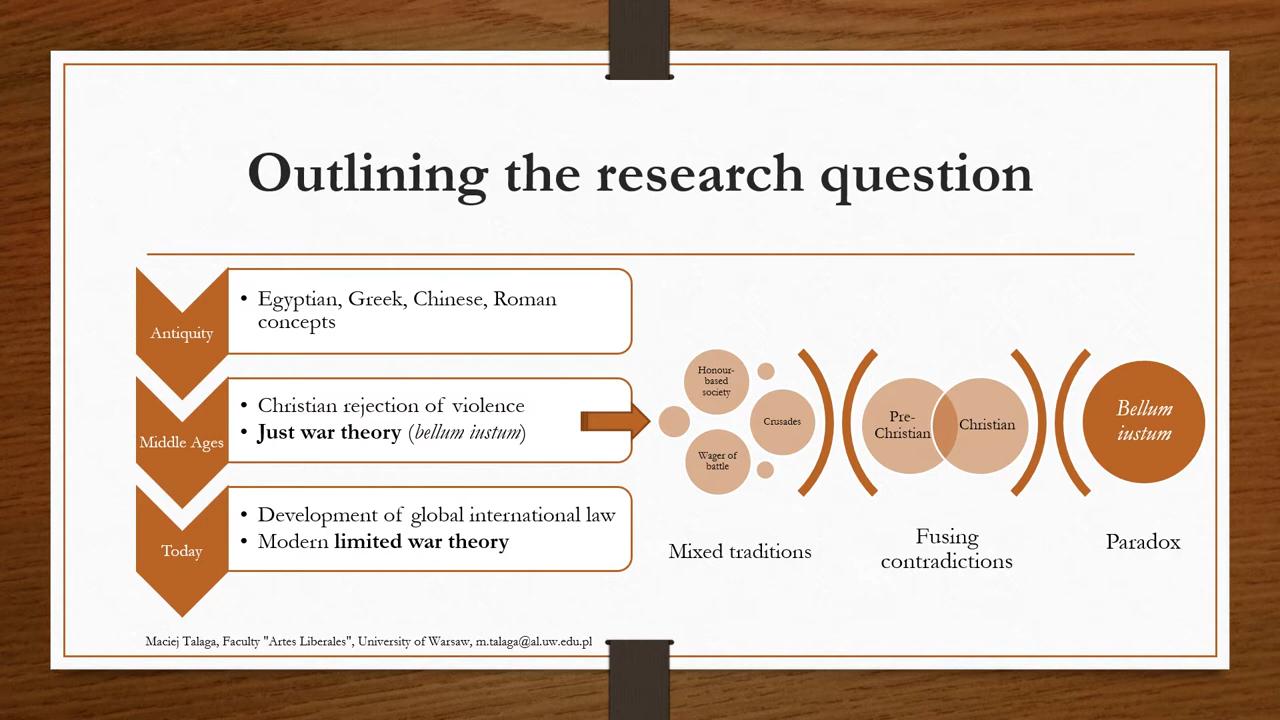 Outlining the research question
Antiquity
• Egyptian, Greek, Chinese, Roman
concepts
Middle Ages
• Christian rejection of violence
• Just war theory (bellum iustum)
Today
• Development of global international law
• Modern limited war theory
Honour-
based
society
Crusades
Wager of
battle
Mixed traditions
Pre-
Christian
Christian
Fusing
contradictions
Bellum
iustum
Paradox
Maciej Talaga, Faculty "Artes Liberales", University of Warsaw, m.talaga@al.uw.edu.pl